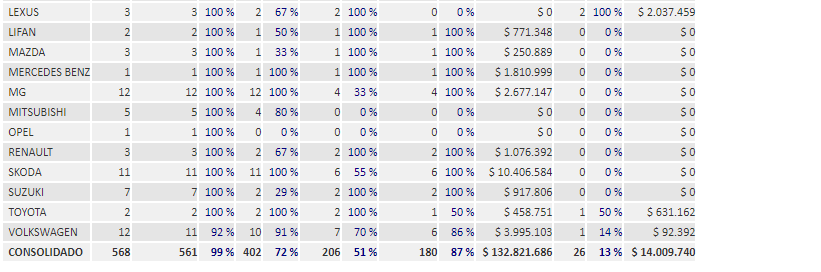 LEXUS 3 3 100 % 2 67 % 2 100 % 0 0 % $ 0 2 100 % $ 2.037.459
LIFAN 2 2 100 % 1 50 % 1 100 % 1 100 % $ 771.348 0 0 % $ 0
MAZDA 3 3 100 % 1 33 % 1 100 % 1 100 % $ 250.889 0 0 % $ 0
MERCEDES BENZ 1 1 100 % 1 100 % 1 100 % 1 100 % $ 1.810.999 0 0 % $ 0
MG 12 12 100 % 12 100 % 4 33 % 4 100 % $ 2.677.147 0 0 % $ 0
MITSUBISHI 5 5 100 % 4 80 % 0 0 % 0 0 % $ 0 0 0 % $ 0
OPEL 1 1 100 % 0 0 % 0 0 % 0 0 % $ 0 0 0 % $ 0
RENAULT 3 3 100 % 2 67 % 2 100 % 2 100 % $ 1.076.392 0 0 % $ 0
SKODA 11 11 100 % 11 100 % 6 55 % 6 100 % $ 10.406.584 0 0 % $ 0
SUZUKI 7 7 100 % 2 29 % 2 100 % 2 100 % $ 917.806 0 0 % $ 0
TOYOTA 2 2 100 % 2 100 % 2 100 % 1 50 % $ 458.751 1 50 % $ 631.162
VOLKSWAGEN 12 11 92 % 10 91 % 7 70 % 6 86 % $ 3.995.103 1 14 % $ 92.392
CONSOLIDADO 568 561 99 % 402 72 % 206 51 % 180 87 % $ 132.821.686 26 13 % $ 14.009.740